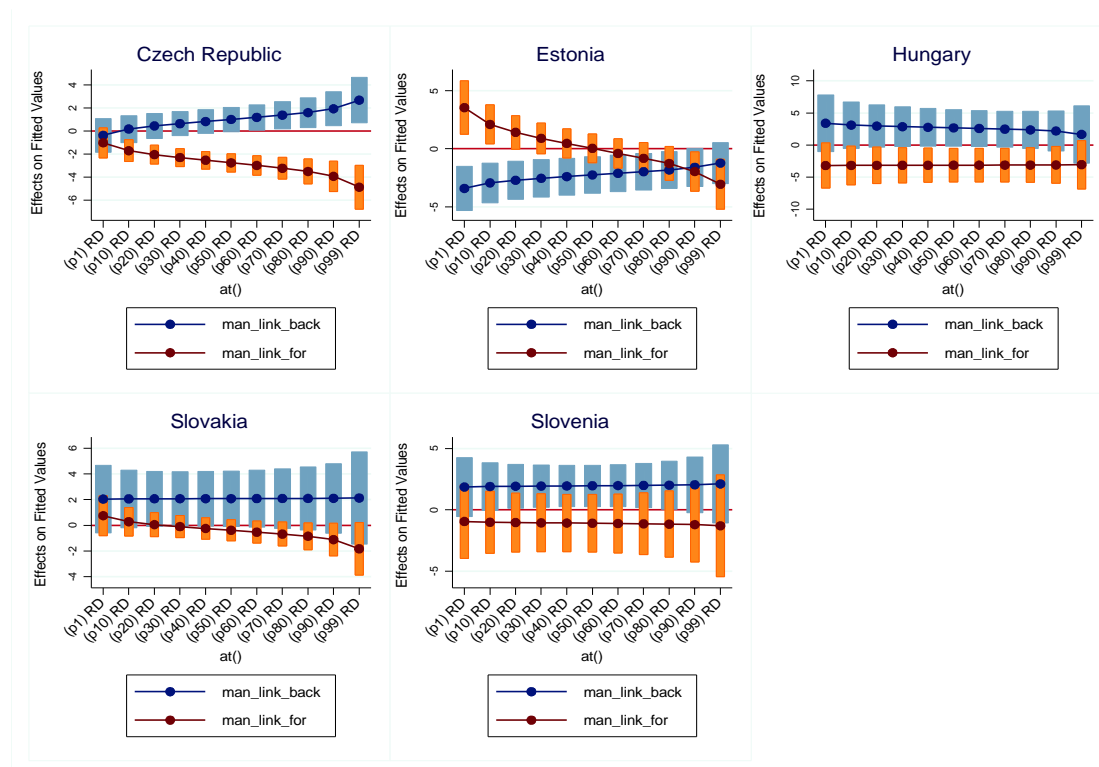 Czech Republic
Effects on Fitted Values
4
2
0
-2
-4
-6
(p1) RD
(p10) RD
(p20) RD
(p30) RD
(p40) RD
(p50) RD
(p60) RD
(p70) RD
(p80) RD
(p90) RD
(p99) RD
at()
man_link_back
man_link_for
Estonia
Effects on Fitted Values
5
0
-5
(p1) RD
(p10) RD
(p20) RD
(p30) RD
(p40) RD
(p50) RD
(p60) RD
(p70) RD
(p80) RD
(p90) RD
(p99) RD
at()
man_link_back
man_link_for
Hungary
Effects on Fitted Values
10
5
0
-5
-10
(p1) RD
(p10) RD
(p20) RD
(p30) RD
(p40) RD
(p50) RD
(p60) RD
(p70) RD
(p80) RD
(p90) RD
(p99) RD
at()
man_link_back
man_link_for
Slovakia
Effects on Fitted Values
6
4
2
0
-2
-4
(p1) RD
(p10) RD
(p20) RD
(p30) RD
(p40) RD
(p50) RD
(p60) RD
(p70) RD
(p80) RD
(p90) RD
(p99) RD
at()
man_link_back
man_link_for
Slovenia
Effects on Fitted Values
5
0
-5
(p1) RD
(p10) RD
(p20) RD
(p30) RD
(p40) RD
(p50) RD
(p60) RD
(p70) RD
(p80) RD
(p90) RD
(p99) RD
at()
man_link_back
man_link_for